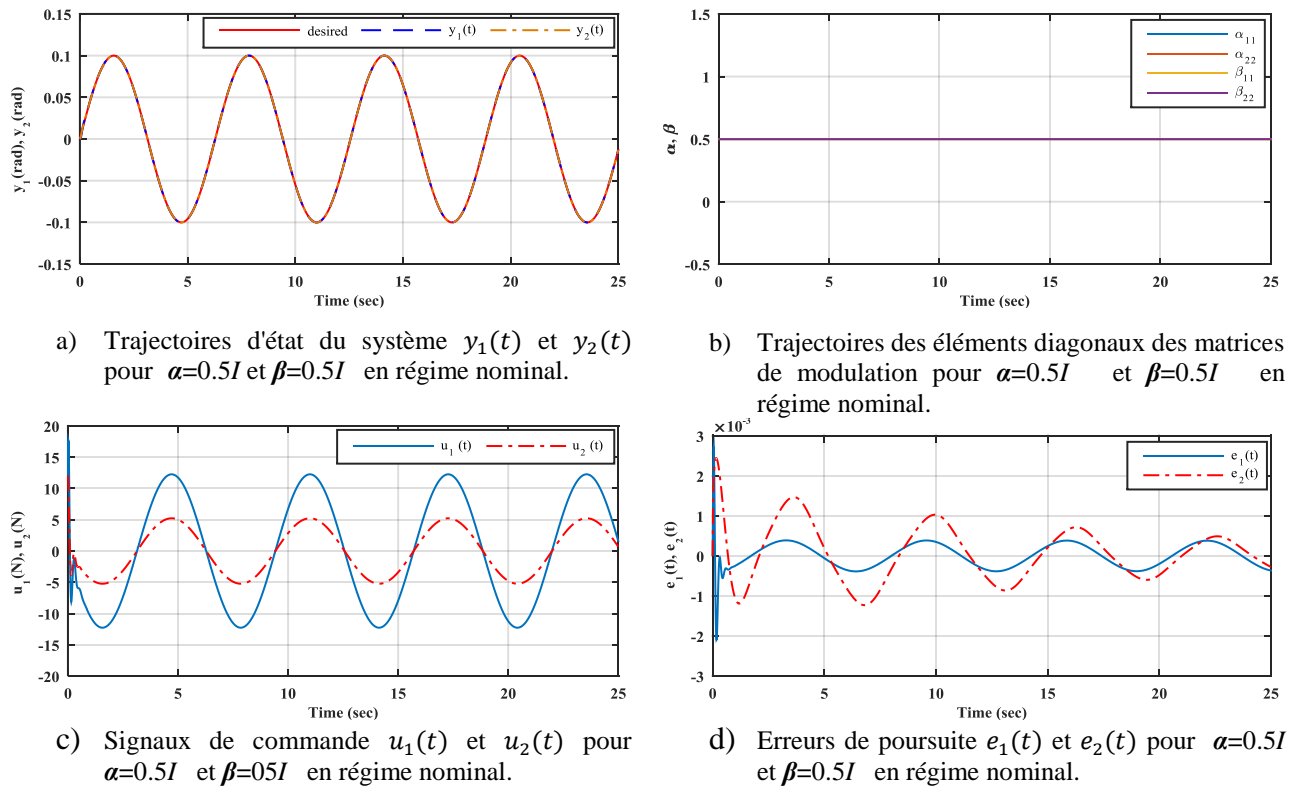 0.15
0.1
0.05
0
-0.05
-0.1
-0.15
y₁(rad), y₂(rad)
desired y₁(t) y₂(t)
0 5 10 15 20 25
Time (sec)
1.5
1
0.5
0
-0.5
α, β
α₁₁
α₂₂
β₁₁
β₂₂
0 5 10 15 20 25
Time (sec)
a) Trajectoires d'état du système y₁(t) et y₂(t)
pour α=0.5I et β=0.5I en régime nominal.
b) Trajectoires des éléments diagonaux des matrices
de modulation pour α=0.5I et β=0.5I en
régime nominal.
20
15
10
5
0
-5
-10
-15
-20
u₁(N), u₂(N)
u₁ (t) u₂ (t)
0 5 10 15 20 25
Time (sec)
×10⁻³
3
2
1
0
-1
-2
-3
e₁(t), e₂(t)
e₁(t)
e₂(t)
0 5 10 15 20 25
Time (sec)
c) Signaux de commande u₁(t) et u₂(t) pour
α=0.5I et β=05I en régime nominal.
d) Erreurs de poursuite e₁(t) et e₂(t) pour α=0.5I
et β=0.5I en régime nominal.